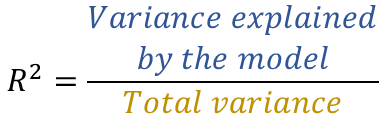 Variance explained
by the model
R² =
Total variance